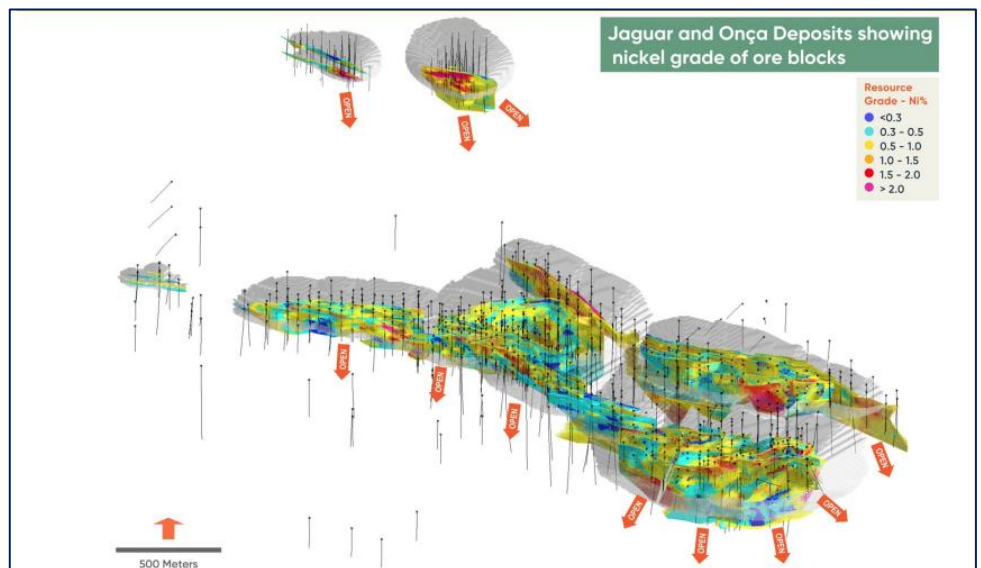 Jaguar and Onça Deposits showing
nickel grade of ore blocks
Resource
Grade - Ni%
<0.3
0.3 - 0.5
0.5 - 1.0
1.0 - 1.5
1.5 - 2.0
> 2.0
OPEN
OPEN
OPEN
OPEN
OPEN
OPEN
OPEN
OPEN
OPEN
OPEN
OPEN
500 Meters